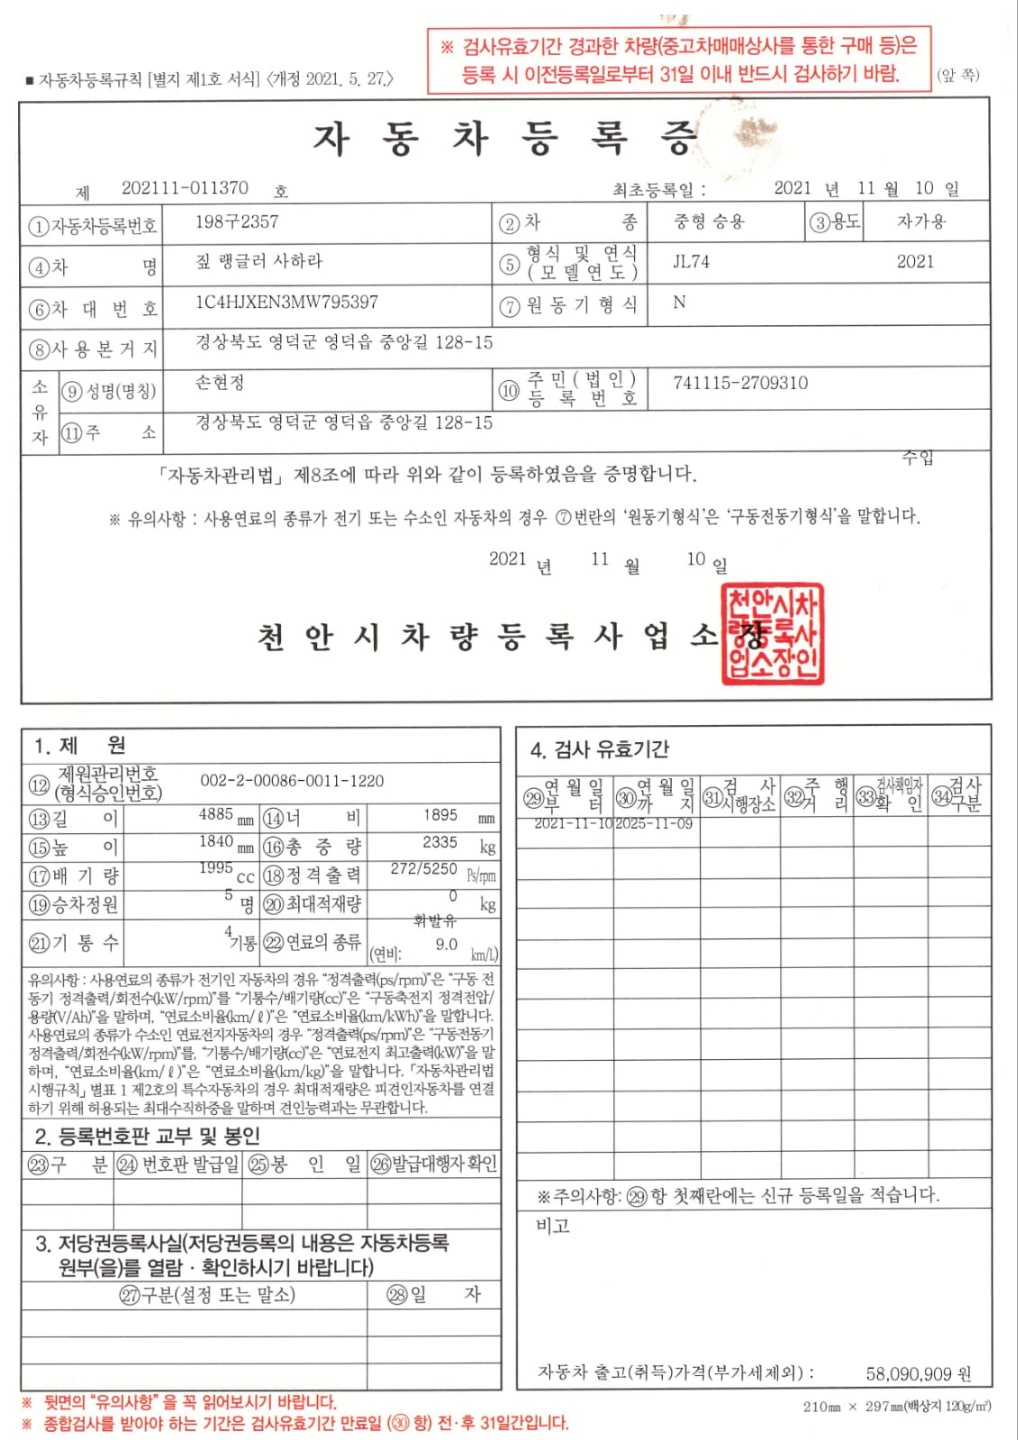 ※ 검사유효기간 경과한 차량(중고차매매상사를 통한 구매 등)은
등록 시 이전등록일로부터 31일 이내 반드시 검사하기 바람.
■ 자동차등록규칙 [별지 제1호 서식] <개정 2021. 5. 27.>
(앞 쪽)
자 동 차 등 록 증
제 202111-011370 호 최초등록일 : 2021 년 11 월 10 일
①자동차등록번호 198구2357 ②차 종 중형 승용 ③용도 자가용
④차 명 짚 랭글러 사하라 ⑤형식 및 연식(모델연도) JL74 2021
⑥차 대 번 호 1C4HJXEN3MW795397 ⑦원 동 기 형 식 N
⑧사 용 본 거 지 경상북도 영덕군 영덕읍 중앙길 128-15
소유자 ⑨성명(명칭) 손현정 ⑩주 민 ( 법 인 ) 등 록 번 호 741115-2709310
⑪주 소 경상북도 영덕군 영덕읍 중앙길 128-15
수입
「자동차관리법」 제8조에 따라 위와 같이 등록하였음을 증명합니다.
※ 유의사항 : 사용연료의 종류가 전기 또는 수소인 자동차의 경우 ⑦번란의 '원동기형식'은 '구동전동기형식'을 말합니다.
2021 년 11 월 10 일
천 안 시 차 량 등 록 사 업 소 장
천안시차
량등록사
업소장인
1. 제 원
⑫제원관리번호(형식승인번호) 002-2-00086-0011-1220
⑬길 이 4885 mm ⑭너 비 1895 mm
⑮높 이 1840 mm ⑯총 중 량 2335 kg
⑰배 기 량 1995 cc ⑱정 격 출 력 272/5250 Ps/rpm
⑲승차정원 5 명 ⑳최대적재량 0 kg
㉑기 통 수 4 기통 ㉒연료의 종류 휘발유 (연비: 9.0 km/L)
유의사항 : 사용연료의 종류가 전기인 자동차의 경유 “정격출력(ps/rpm)”은 “구동 전
동기 정격출력/회전수(kW/rpm)”를 “기통수/배기량(cc)”은 “구동축전지 정격전압/
용량(V/Ah)”을 말하며, “연료소비율(km/ℓ)”은 “연료소비율(km/kWh)”을 말합니다.
사용연료의 종류가 수소인 연료전지자동차의 경우 “정격출력(ps/rpm)”은 “구동전동기
정격출력/회전수(kW/rpm)”를, “기통수/배기량(cc)”은 “연료전지 최고출력(kW)”을 말
하며, “연료소비율(km/ℓ)”은 “연료소비율(km/kg)”을 말합니다. 「자동차관리법
시행규칙」 별표 1 제2호의 특수자동차의 경우 최대적재량은 피견인자동차를 연결
하기 위해 허용되는 최대수직하중을 말하며 견인능력과는 무관합니다.
2. 등록번호판 교부 및 봉인
㉓구 분 ㉔번호판 발급일 ㉕봉 인 일 ㉖발급대행자 확인
3. 저당권등록사실(저당권등록의 내용은 자동차등록
원부(을)를 열람 · 확인하시기 바랍니다)
㉗구분(설정 또는 말소) ㉘일 자
4. 검사 유효기간
㉙연 월 일 부 터 ㉚연 월 일 까 지 ㉛검 사 시행장소 ㉜주 행 거 리 ㉝검사책임자 확 인 ㉞검사 구분
2021-11-10 2025-11-09
※주의사항: ㉙항 첫째란에는 신규 등록일을 적습니다.
비고
자동차 출고(취득)가격(부가세제외) : 58,090,909 원
※ 뒷면의 “유의사항” 을 꼭 읽어보시기 바랍니다.
※ 종합검사를 받아야 하는 기간은 검사유효기간 만료일 (㉚ 항) 전·후 31일간입니다.
210㎜ × 297㎜(백상지 120g/㎡)